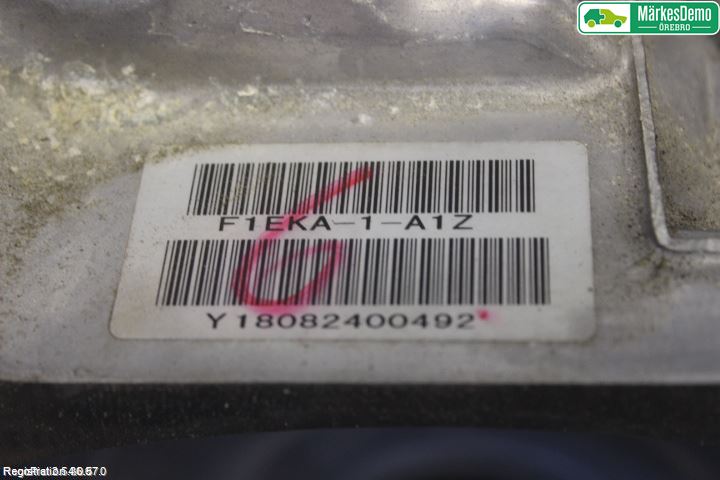 MärkesDemo
ÖREBRO
F1EKA-1-A1Z
Y18082400492